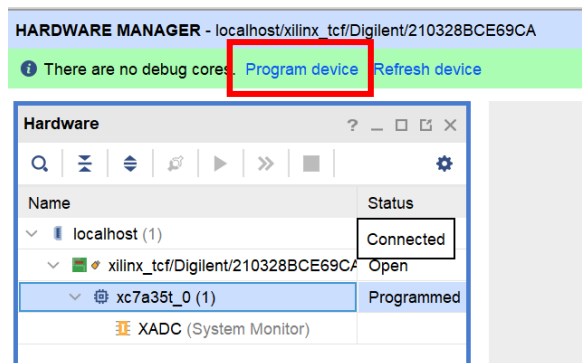 HARDWARE MANAGER - localhost/xilinx_tcf/Digilent/210328BCE69CA
There are no debug cores. Program device Refresh device
Hardware
Name Status
localhost (1) Connected
xilinx_tcf/Digilent/210328BCE69CA Open
xc7a35t_0 (1) Programmed
XADC (System Monitor)